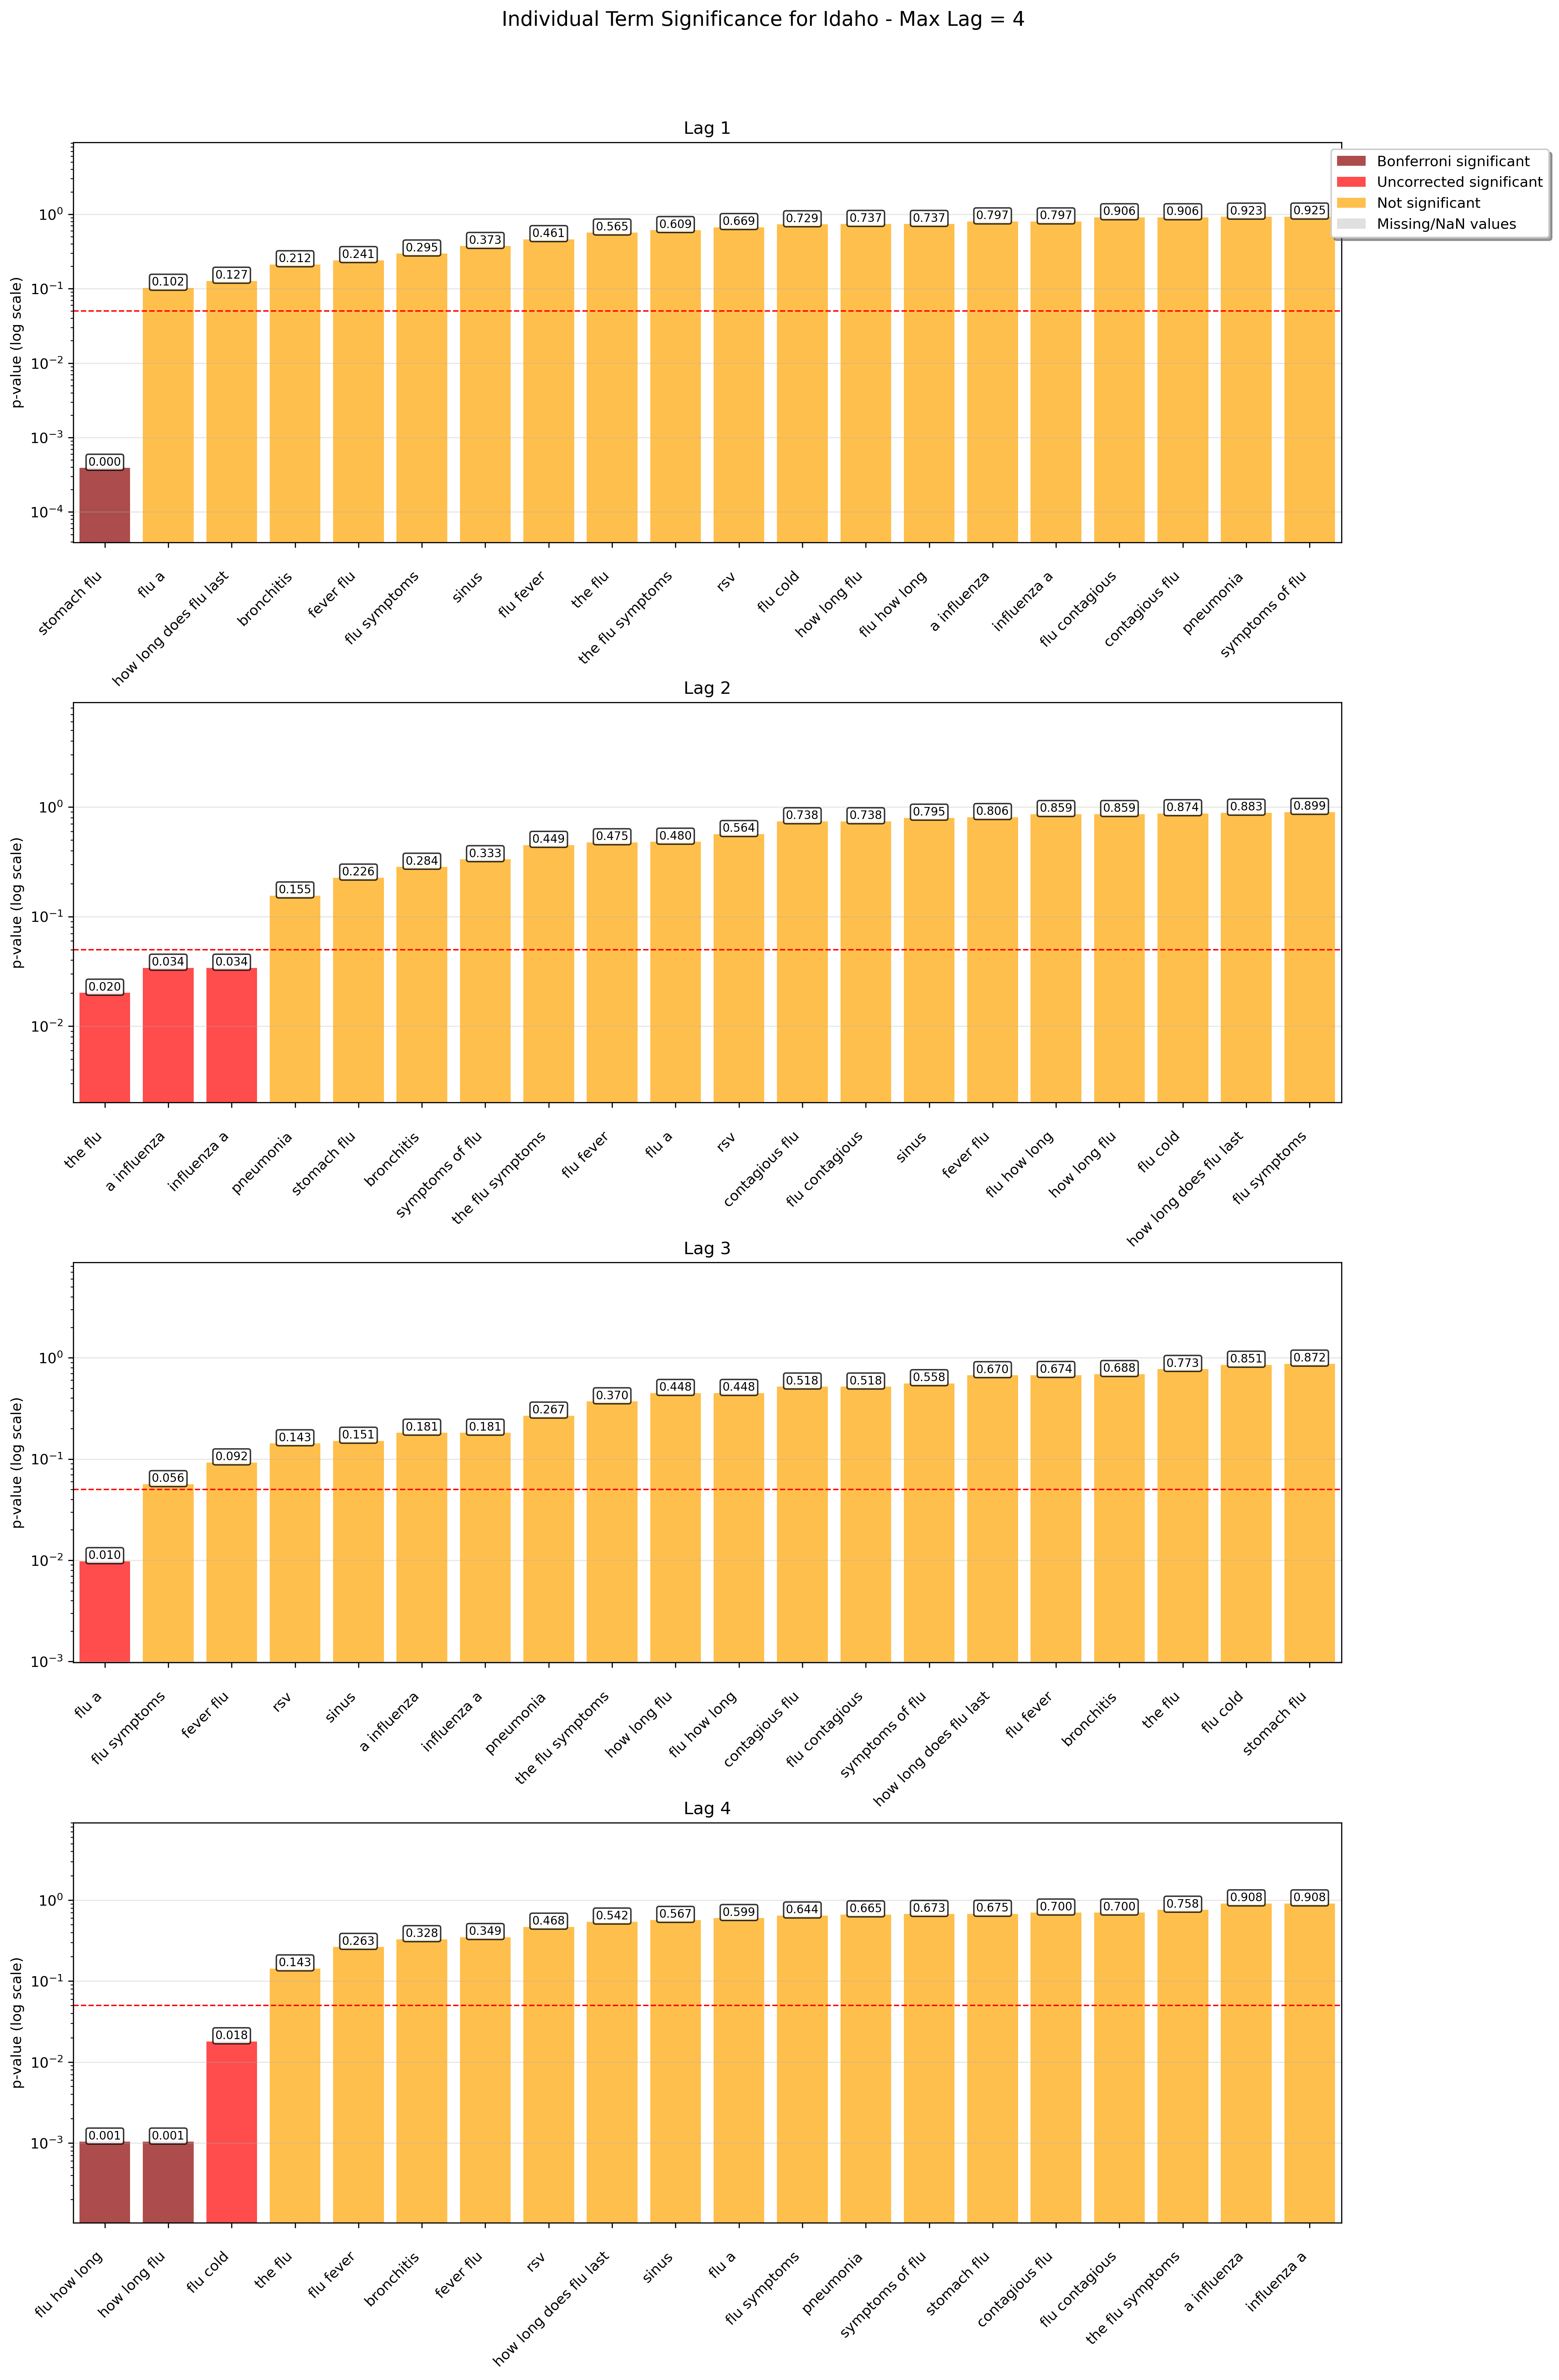 Individual Term Significance for Idaho - Max Lag = 4
Lag 1
Bonferroni significant
Uncorrected significant
Not significant
Missing/NaN values
p-value (log scale)
10⁰
10⁻¹
10⁻²
10⁻³
10⁻⁴
0.000 0.102 0.127 0.212 0.241 0.295 0.373 0.461 0.565 0.609 0.669 0.729 0.737 0.737 0.797 0.797 0.906 0.906 0.923 0.925
stomach flu
flu a
how long does flu last
bronchitis
fever flu
flu symptoms
sinus
flu fever
the flu
the flu symptoms
rsv
flu cold
how long flu
flu how long
a influenza
influenza a
flu contagious
contagious flu
pneumonia
symptoms of flu
Lag 2
p-value (log scale)
10⁰
10⁻¹
10⁻²
0.020 0.034 0.034 0.155 0.226 0.284 0.333 0.449 0.475 0.480 0.564 0.738 0.738 0.795 0.806 0.859 0.859 0.874 0.883 0.899
the flu
a influenza
influenza a
pneumonia
stomach flu
bronchitis
symptoms of flu
the flu symptoms
flu fever
flu a
rsv
contagious flu
flu contagious
sinus
fever flu
flu how long
how long flu
flu cold
how long does flu last
flu symptoms
Lag 3
p-value (log scale)
10⁰
10⁻¹
10⁻²
10⁻³
0.010 0.056 0.092 0.143 0.151 0.181 0.181 0.267 0.370 0.448 0.448 0.518 0.518 0.558 0.670 0.674 0.688 0.773 0.851 0.872
flu a
flu symptoms
fever flu
rsv
sinus
a influenza
influenza a
pneumonia
the flu symptoms
how long flu
flu how long
contagious flu
flu contagious
symptoms of flu
how long does flu last
flu fever
bronchitis
the flu
flu cold
stomach flu
Lag 4
p-value (log scale)
10⁰
10⁻¹
10⁻²
10⁻³
0.001 0.001 0.018 0.143 0.263 0.328 0.349 0.468 0.542 0.567 0.599 0.644 0.665 0.673 0.675 0.700 0.700 0.758 0.908 0.908
flu how long
how long flu
flu cold
the flu
flu fever
bronchitis
fever flu
rsv
how long does flu last
sinus
flu a
flu symptoms
pneumonia
symptoms of flu
stomach flu
contagious flu
flu contagious
the flu symptoms
a influenza
influenza a